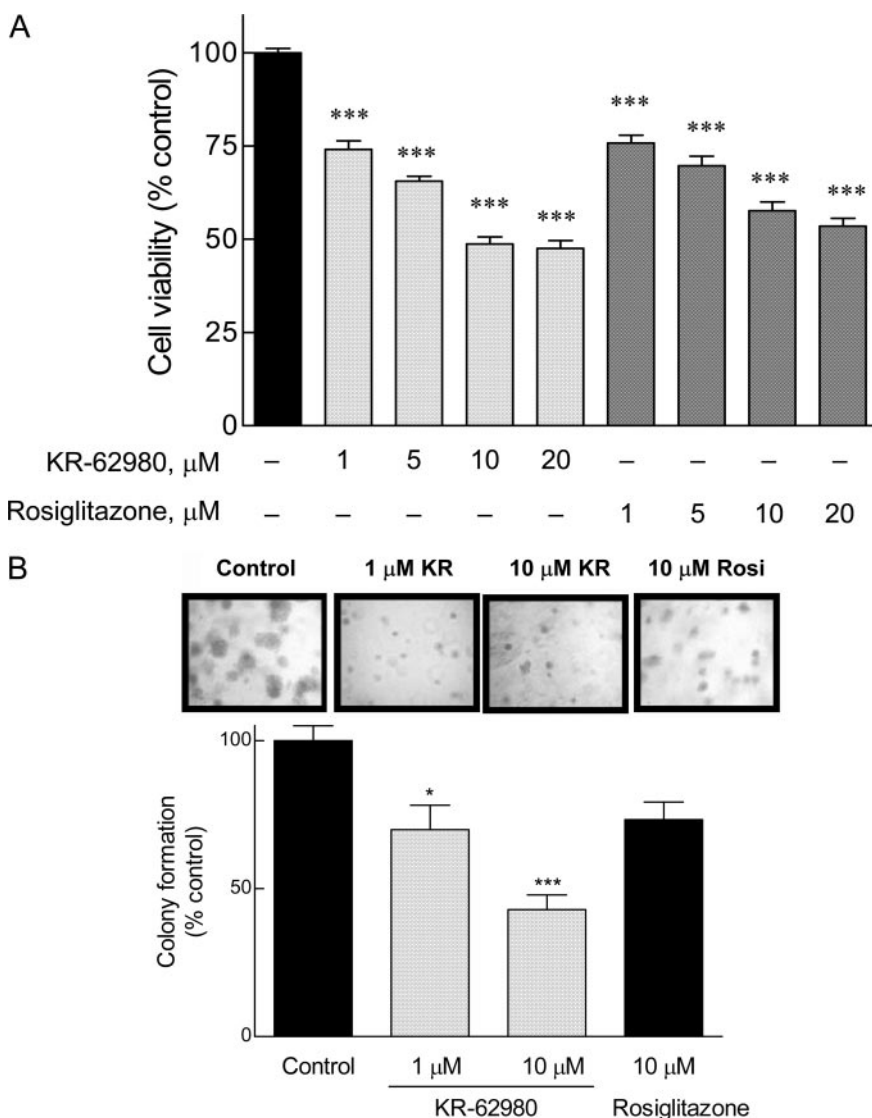 A
Cell viability (% control)
100
75
50
25
0
*** *** *** *** *** *** *** ***
KR-62980, μM – 1 5 10 20 – – – –
Rosiglitazone, μM – – – – – 1 5 10 20
B
Control 1 μM KR 10 μM KR 10 μM Rosi
Colony formation
(% control)
100
50
0
* ***
Control 1 μM 10 μM 10 μM
KR-62980 Rosiglitazone